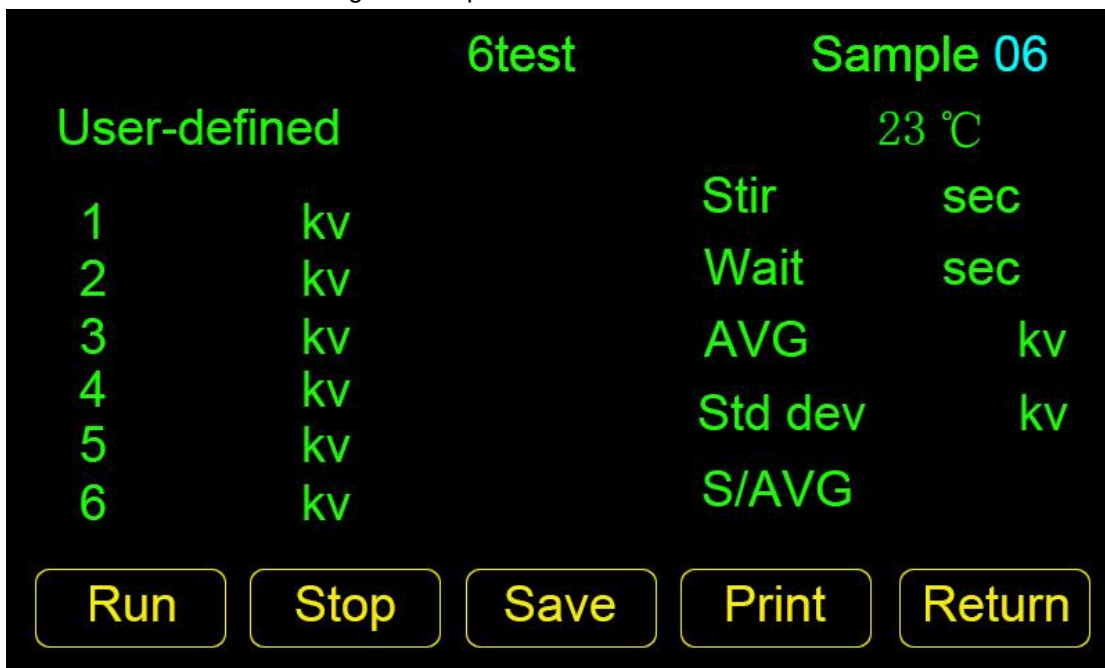 6test Sample 06
User-defined 23 ℃
1 kv
2 kv
3 kv
4 kv
5 kv
6 kv
Stir sec
Wait sec
AVG kv
Std dev kv
S/AVG
Run Stop Save Print Return